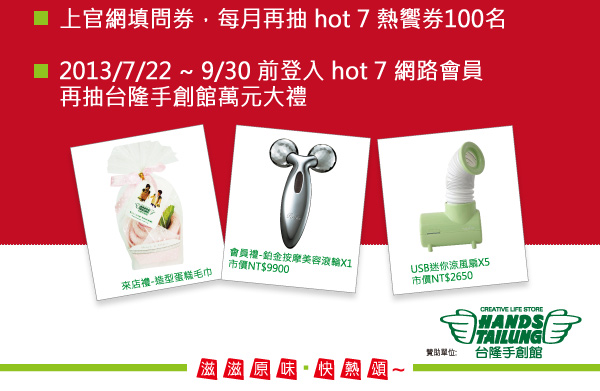 上官網填問券，每月再抽 hot 7 熱饗券100名
2013/7/22 ~ 9/30 前登入 hot 7 網路會員
再抽台隆手創館萬元大禮
HANDS
TAILUNG
來店禮-造型蛋糕毛巾
會員禮-鉑金按摩美容滾輪X1
市價NT$9900
USB迷你涼風扇X5
市價NT$2650
CREATIVE LIFE STORE
HANDS
TAILUNG
贊助單位: 台隆手創館
滋滋原味·快熱頌~